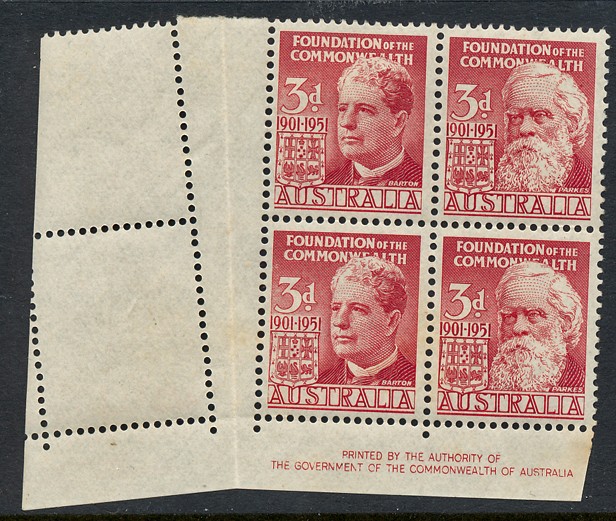 FOUNDATION OF THE
COMMONWEALTH
3d
1901-1951
BARTON
AUSTRALIA
FOUNDATION OF THE
COMMONWEALTH
3d
1901-1951
PARKES
AUSTRALIA
FOUNDATION OF THE
COMMONWEALTH
3d
1901-1951
BARTON
AUSTRALIA
FOUNDATION OF THE
COMMONWEALTH
3d
1901-1951
PARKES
AUSTRALIA
PRINTED BY THE AUTHORITY OF
THE GOVERNMENT OF THE COMMONWEALTH OF AUSTRALIA